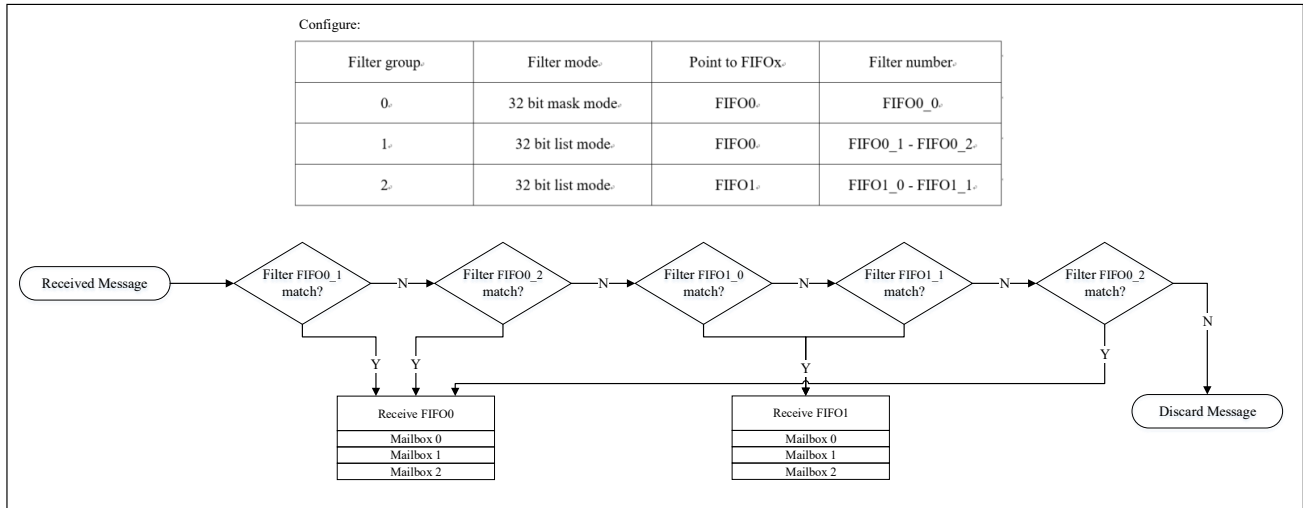 Configure:
Filter group Filter mode Point to FIFOx Filter number
0 32 bit mask mode FIFO0 FIFO0_0
1 32 bit list mode FIFO0 FIFO0_1 - FIFO0_2
2 32 bit list mode FIFO1 FIFO1_0 - FIFO1_1
Received Message
Filter FIFO0_1
match?
N
Filter FIFO0_2
match?
N
Filter FIFO1_0
match?
N
Filter FIFO1_1
match?
N
Filter FIFO0_2
match?
N
Y
Y
Y
Y
Receive FIFO0
Mailbox 0
Mailbox 1
Mailbox 2
Receive FIFO1
Mailbox 0
Mailbox 1
Mailbox 2
Discard Message